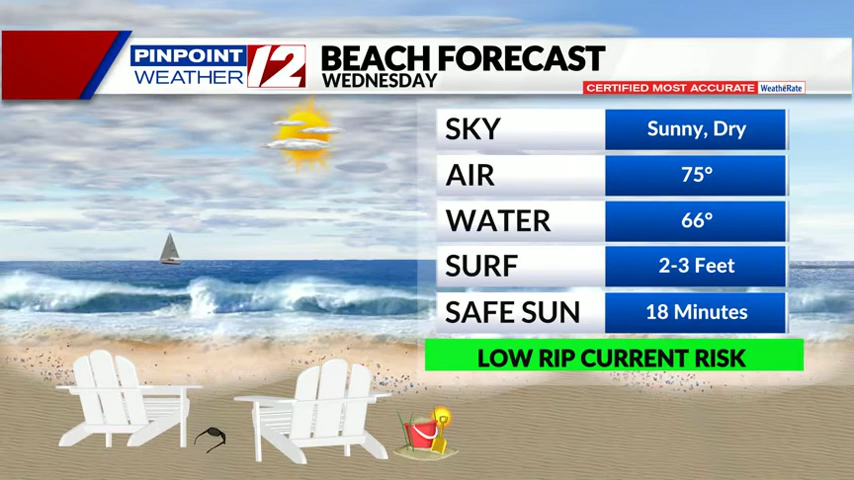 PINPOINT
WEATHER 12
BEACH FORECAST
WEDNESDAY
CERTIFIED MOST ACCURATE WeatheRate
SKY Sunny, Dry
AIR 75°
WATER 66°
SURF 2-3 Feet
SAFE SUN 18 Minutes
LOW RIP CURRENT RISK